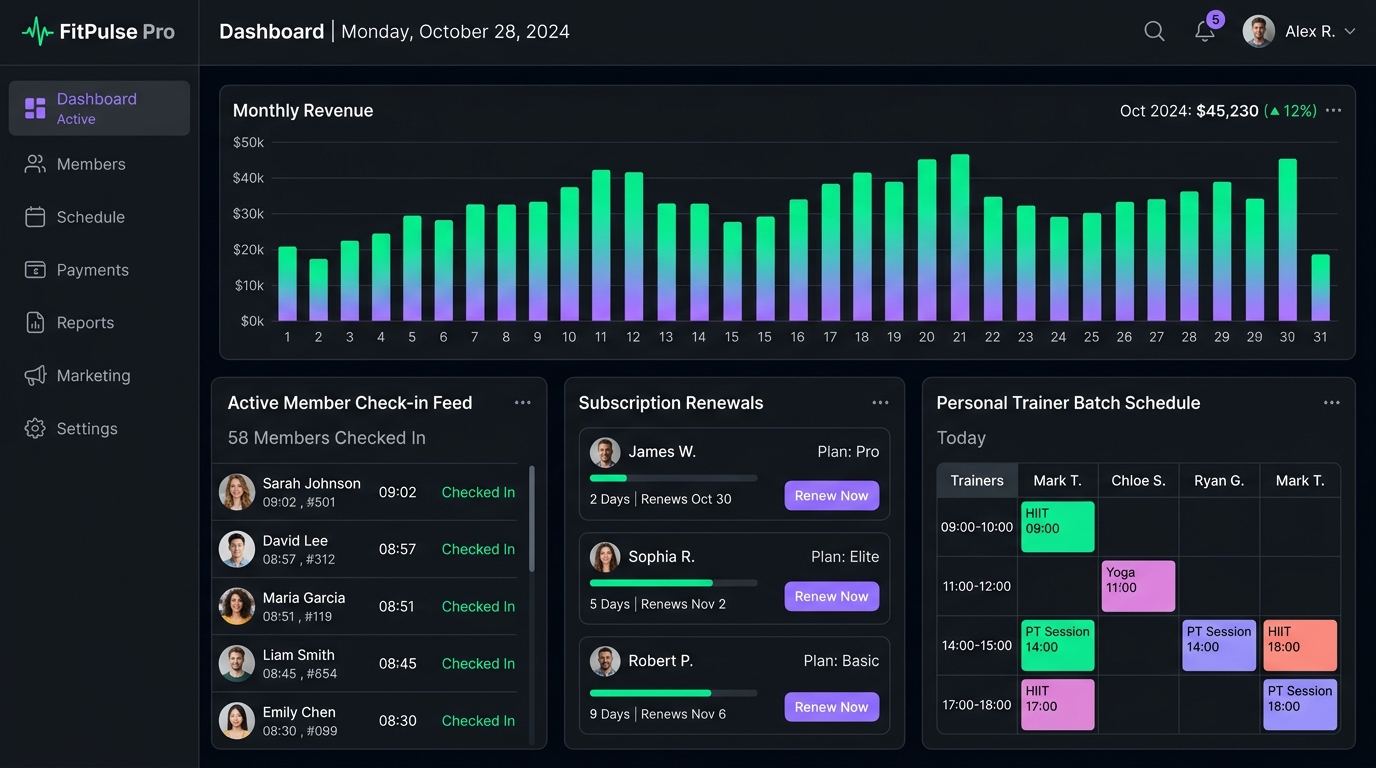 FitPulse Pro
Dashboard | Monday, October 28, 2024
5
Alex R.
Dashboard
Active
Members
Schedule
Payments
Reports
Marketing
Settings
Monthly Revenue
Oct 2024: $45,230 (▲ 12%)
$50k
$40k
$30k
$20k
$10k
$0k
1 2 3 4 5 6 7 8 9 10 11 12 13 14 15 15 16 17 18 19 20 21 22 23 24 25 26 27 28 29 29 30 31
Active Member Check-in Feed
58 Members Checked In
Sarah Johnson
09:02 , #501
09:02
Checked In
David Lee
08:57 , #312
08:57
Checked In
Maria Garcia
08:51 , #119
08:51
Checked In
Liam Smith
08:45 , #654
08:45
Checked In
Emily Chen
08:30 , #099
08:30
Checked In
Subscription Renewals
James W.
Plan: Pro
2 Days | Renews Oct 30
Renew Now
Sophia R.
Plan: Elite
5 Days | Renews Nov 2
Renew Now
Robert P.
Plan: Basic
9 Days | Renews Nov 6
Renew Now
Personal Trainer Batch Schedule
Today
Trainers Mark T. Chloe S. Ryan G. Mark T.
09:00-10:00
HIIT
09:00
11:00-12:00
Yoga
11:00
14:00-15:00
PT Session
14:00
PT Session
14:00
HIIT
18:00
17:00-18:00
HIIT
17:00
PT Session
18:00